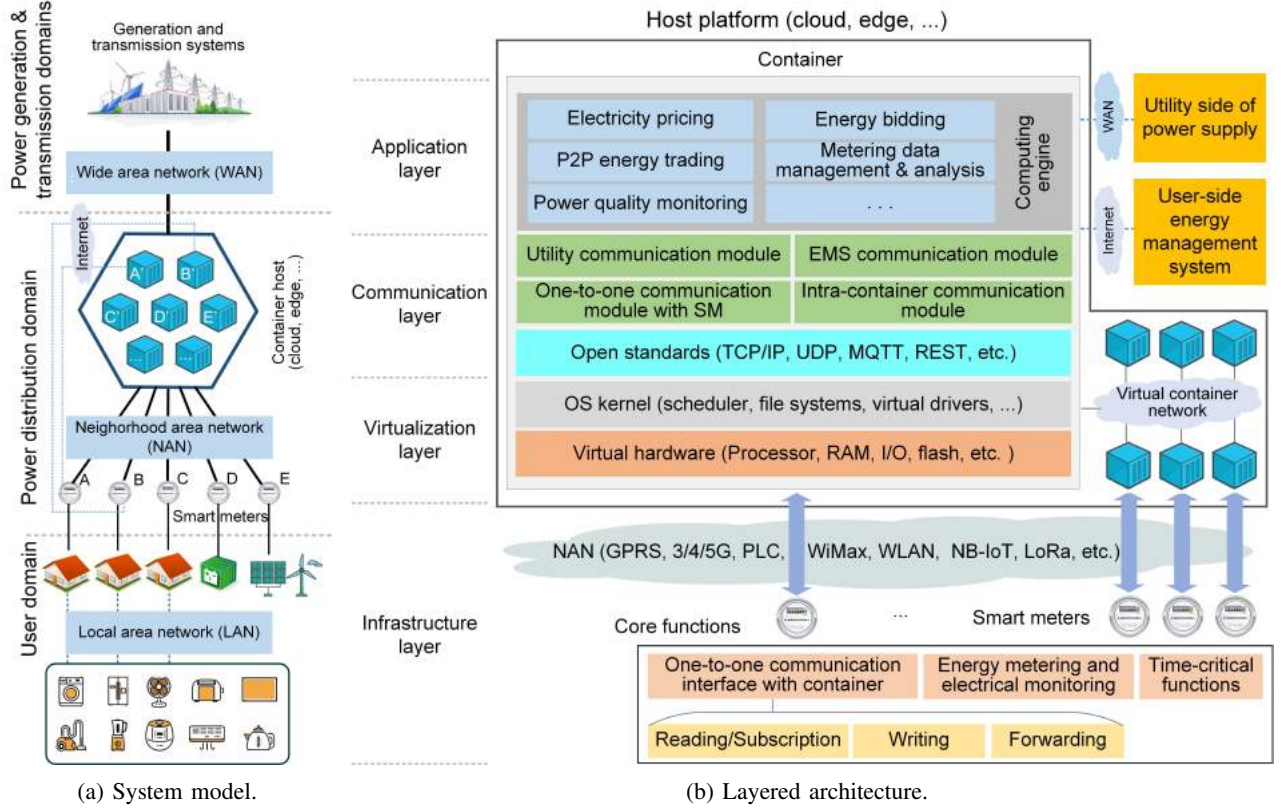 Power generation &
transmission domains
Generation and
transmission systems
Wide area network (WAN)
Internet
A'
B'
C'
D'
E'
...
...
Container host
(cloud, edge, ...)
Power distribution domain
Neighorhood area network
(NAN)
A
B
C
D
E
Smart meters
User domain
Local area network (LAN)
(a) System model.
Application
layer
Communication
layer
Virtualization
layer
Infrastructure
layer
Host platform (cloud, edge, ...)
Container
Electricity pricing
Energy bidding
P2P energy trading
Metering data
management & analysis
Power quality monitoring
. . .
Computing
engine
Utility communication module
EMS communication module
One-to-one communication
module with SM
Intra-container communication
module
Open standards (TCP/IP, UDP, MQTT, REST, etc.)
OS kernel (scheduler, file systems, virtual drivers, ...)
Virtual hardware (Processor, RAM, I/O, flash, etc. )
WAN
Utility side of
power supply
Internet
User-side
energy
management
system
Virtual container
network
NAN (GPRS, 3/4/5G, PLC, WiMax, WLAN, NB-IoT, LoRa, etc.)
...
Smart meters
Core functions
One-to-one communication
interface with container
Energy metering and
electrical monitoring
Time-critical
functions
Reading/Subscription
Writing
Forwarding
(b) Layered architecture.